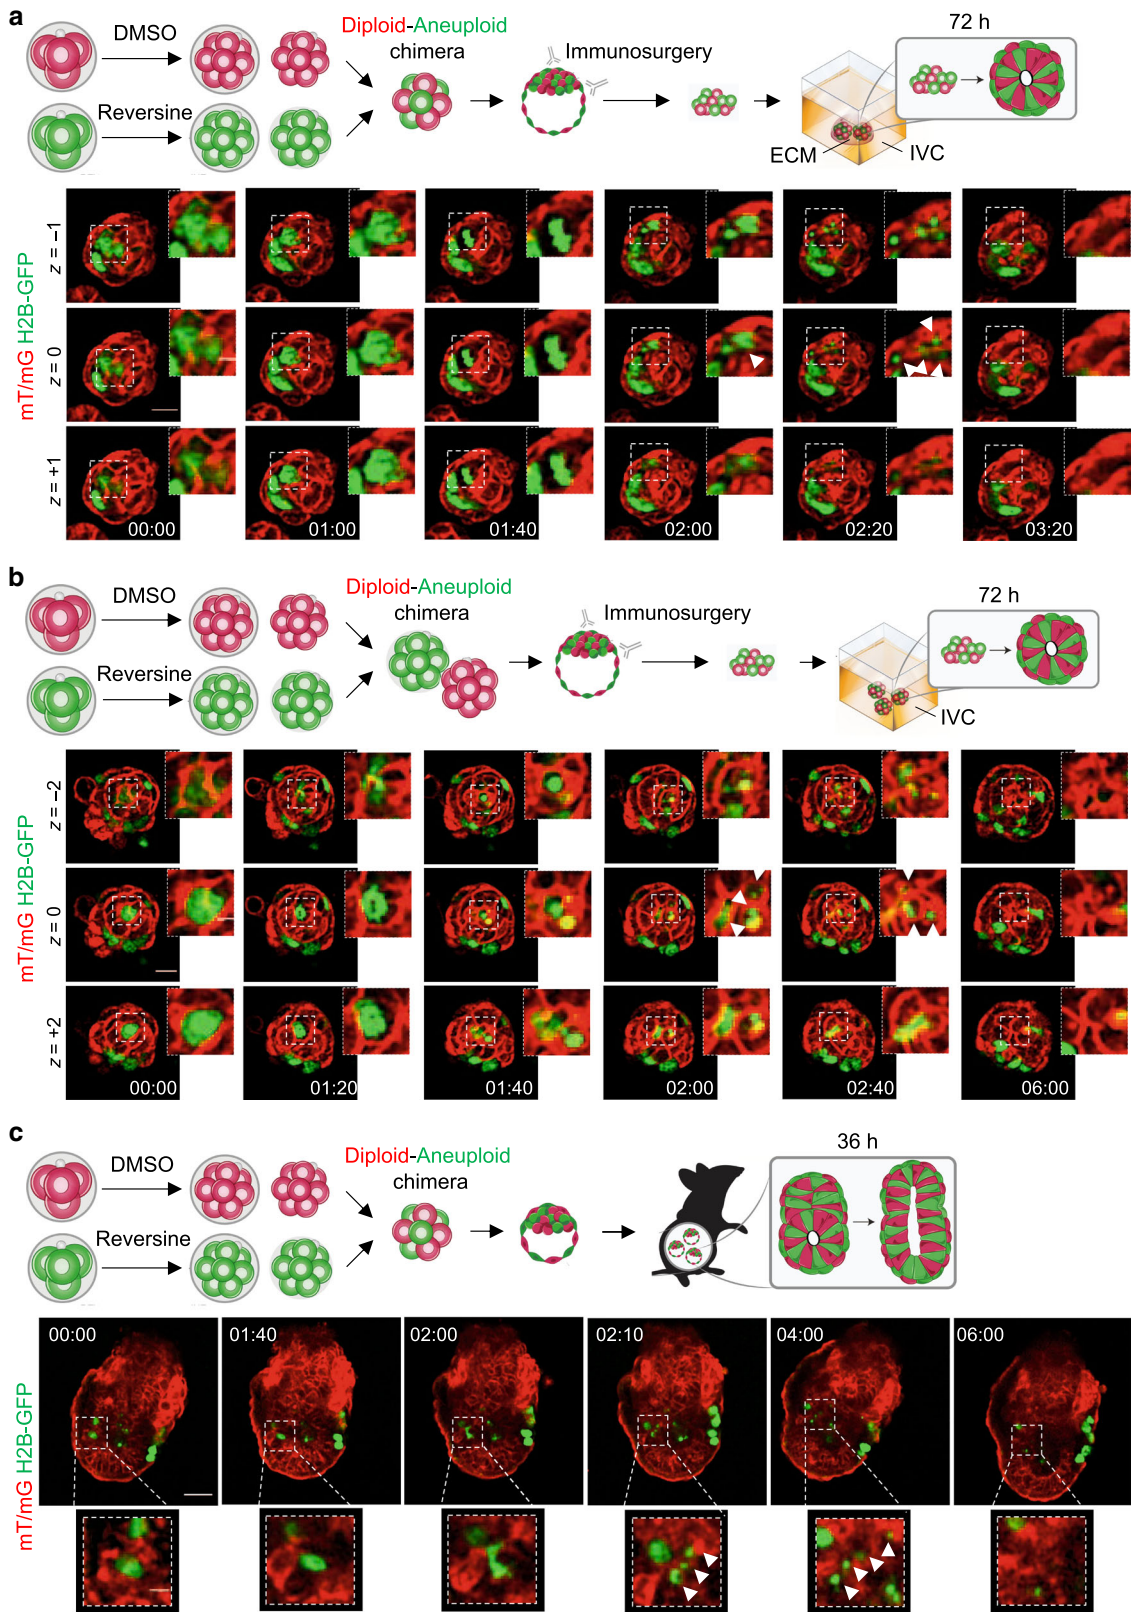 a
DMSO
Reversine
Diploid-Aneuploid
chimera
Immunosurgery
72 h
ECM
IVC
mT/mG H2B-GFP
z = –1
z = 0
z = +1
00:00
01:00
01:40
02:00
02:20
03:20
b
DMSO
Reversine
Diploid-Aneuploid
chimera
Immunosurgery
72 h
IVC
mT/mG H2B-GFP
z = –2
z = 0
z = +2
00:00
01:20
01:40
02:00
02:40
06:00
c
DMSO
Reversine
Diploid-Aneuploid
chimera
36 h
mT/mG H2B-GFP
00:00
01:40
02:00
02:10
04:00
06:00